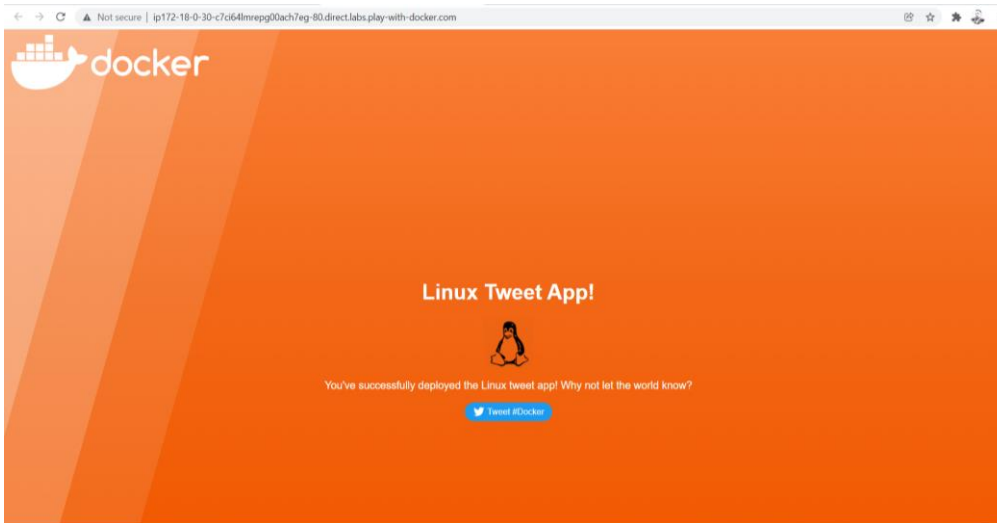 Not secure | ip172-18-0-30-c7ci64lmrepg00ach7eg-80.direct.labs.play-with-docker.com
docker
Linux Tweet App!
You've successfully deployed the Linux tweet app! Why not let the world know?
Tweet #Docker